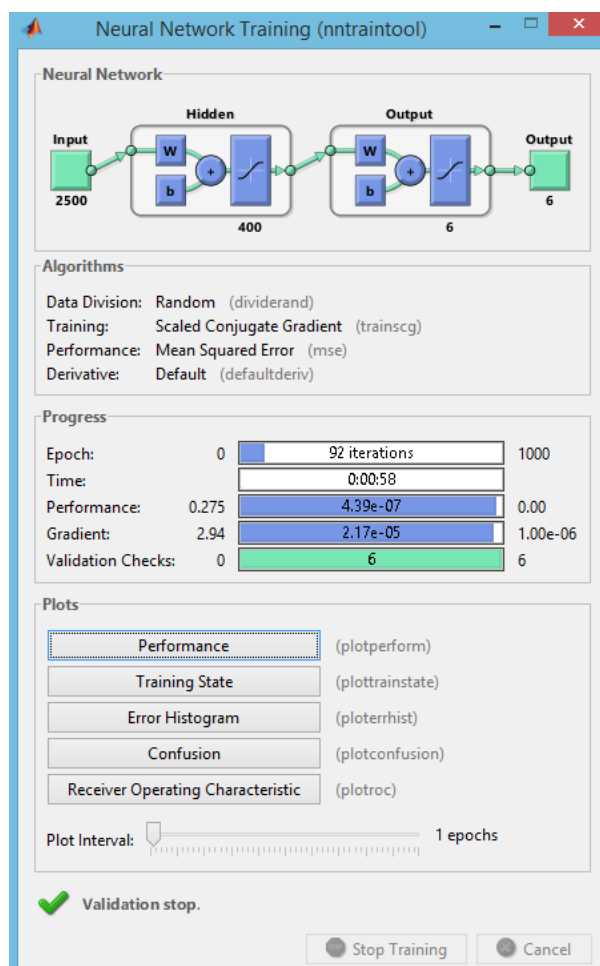 Neural Network Training (nntraintool)
Neural Network
Hidden Output
Input Output
W W
+ +
b b
2500 6
400 6
Algorithms
Data Division: Random (dividerand)
Training: Scaled Conjugate Gradient (trainscg)
Performance: Mean Squared Error (mse)
Derivative: Default (defaultderiv)
Progress
Epoch: 0 92 iterations 1000
Time: 0:00:58
Performance: 0.275 4.39e-07 0.00
Gradient: 2.94 2.17e-05 1.00e-06
Validation Checks: 0 6 6
Plots
Performance (plotperform)
Training State (plottrainstate)
Error Histogram (ploterrhist)
Confusion (plotconfusion)
Receiver Operating Characteristic (plotroc)
Plot Interval: 1 epochs
Validation stop.
Stop Training Cancel